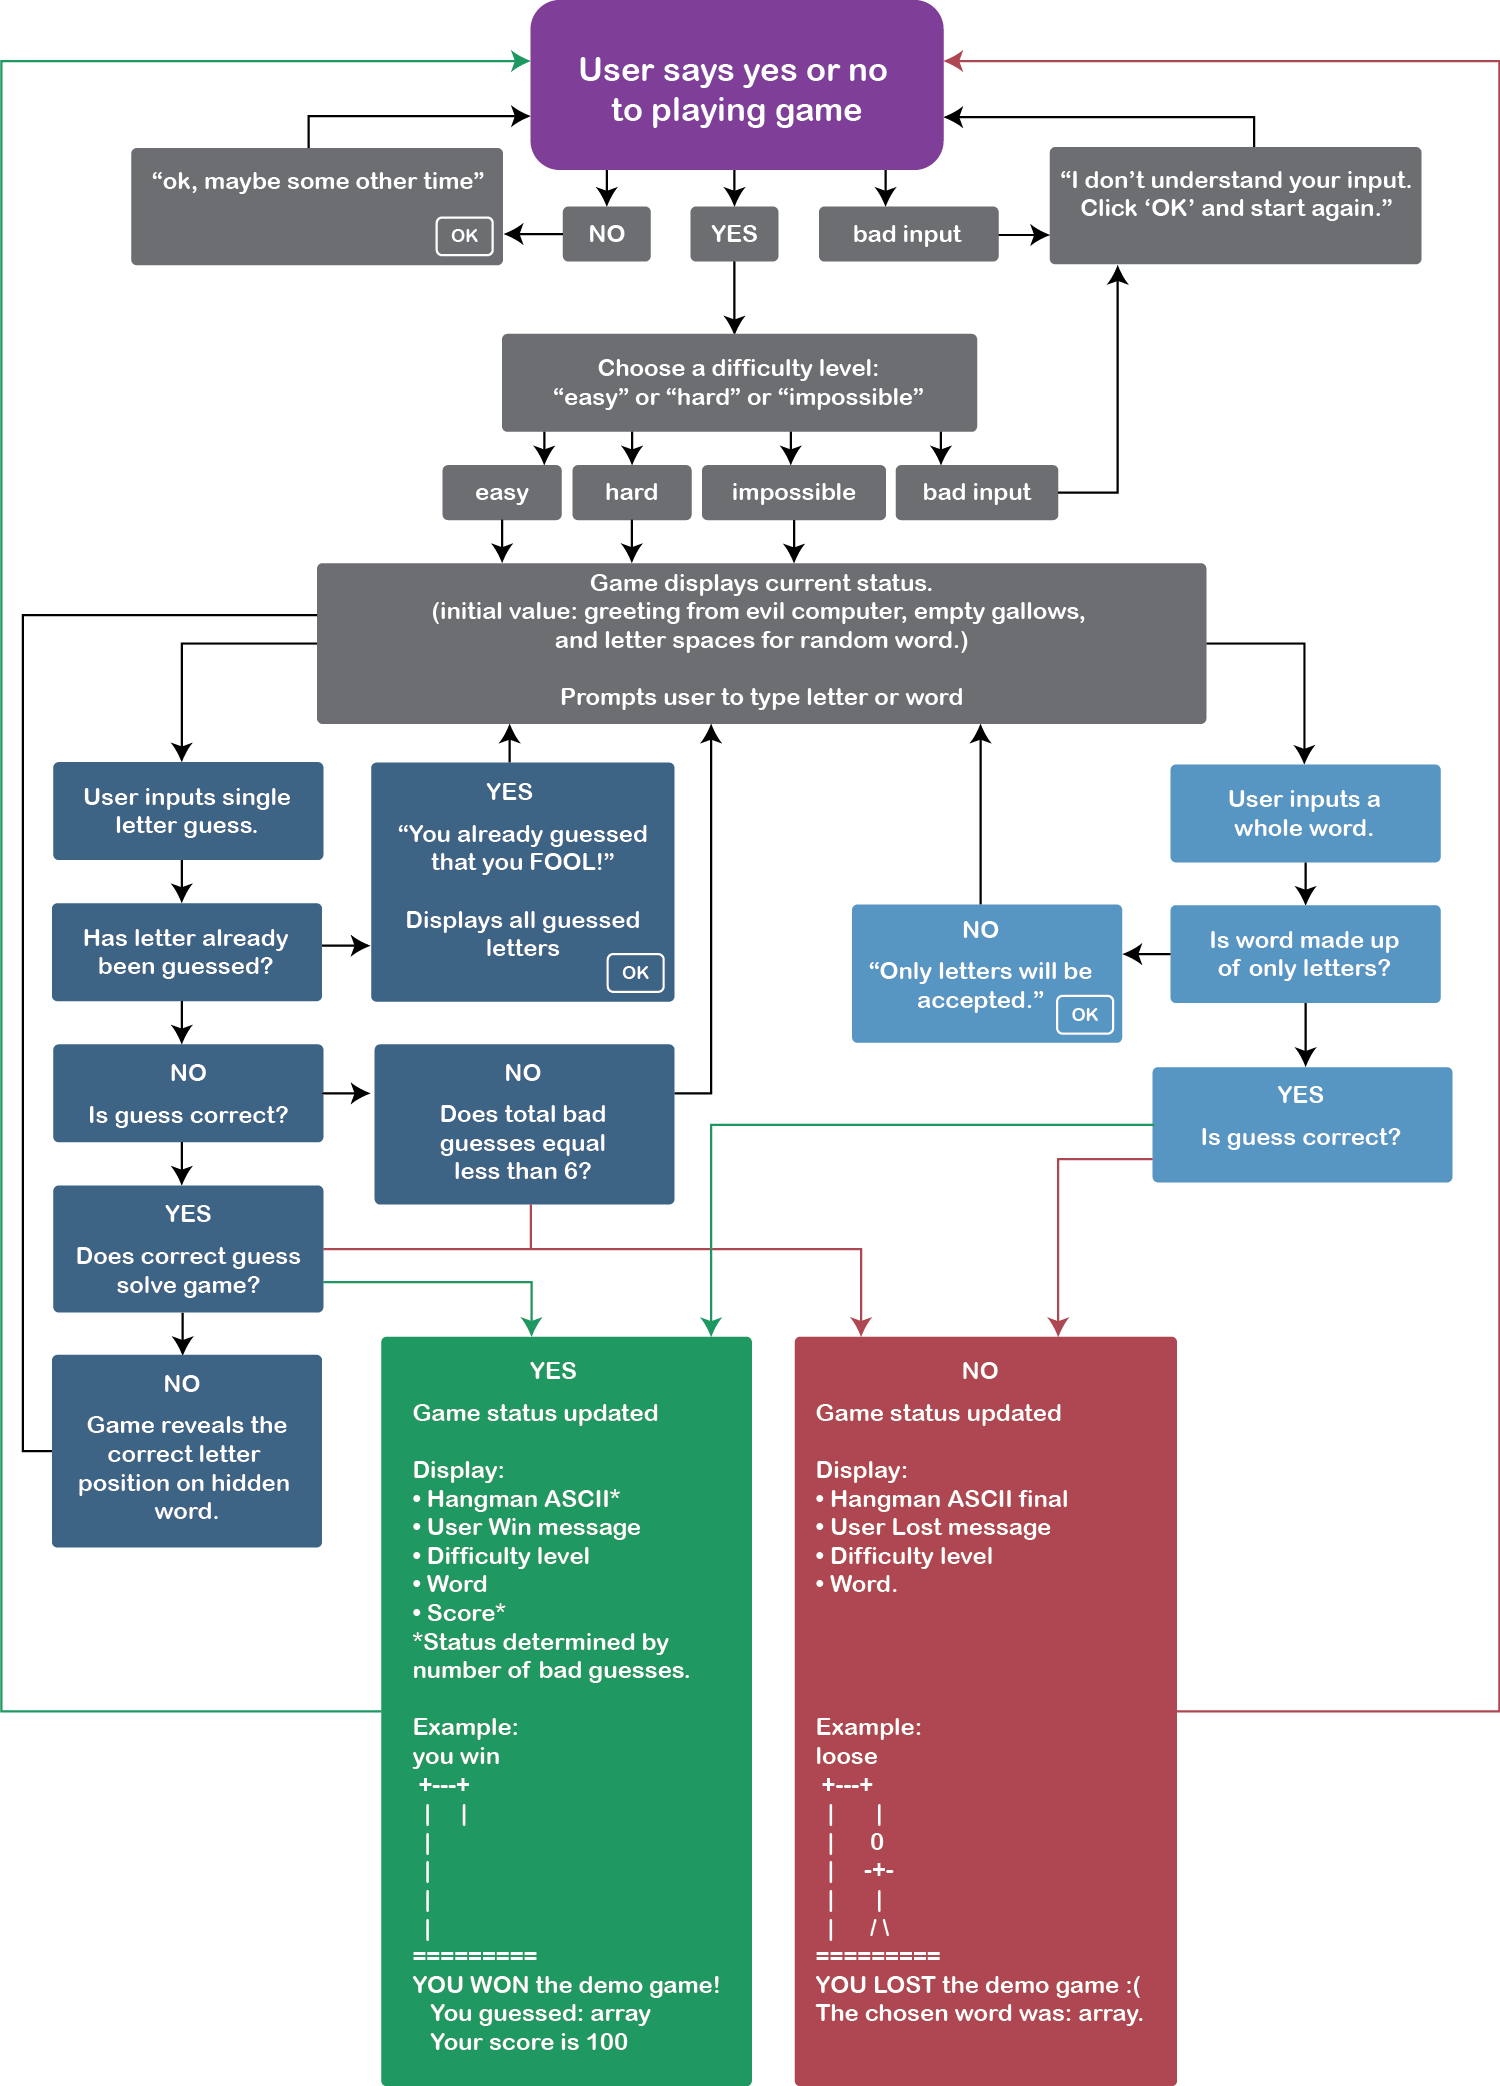 User says yes or no
to playing game
“ok, maybe some other time”
OK
NO
YES
bad input
“I don’t understand your input.
Click ‘OK’ and start again.”
Choose a difficulty level:
“easy” or “hard” or “impossible”
easy
hard
impossible
bad input
Game displays current status.
(initial value: greeting from evil computer, empty gallows,
and letter spaces for random word.)
Prompts user to type letter or word
User inputs single
letter guess.
Has letter already
been guessed?
YES
“You already guessed
that you FOOL!”
Displays all guessed
letters
OK
NO
Is guess correct?
NO
Does total bad
guesses equal
less than 6?
YES
Does correct guess
solve game?
NO
Game reveals the
correct letter
position on hidden
word.
User inputs a
whole word.
Is word made up
of only letters?
NO
“Only letters will be
accepted.”
OK
YES
Is guess correct?
YES
Game status updated
Display:
• Hangman ASCII*
• User Win message
• Difficulty level
• Word
• Score*
*Status determined by
number of bad guesses.
Example:
you win
+---+
|   |
|
|
|
|
=========
YOU WON the demo game!
You guessed: array
Your score is 100
NO
Game status updated
Display:
• Hangman ASCII final
• User Lost message
• Difficulty level
• Word.
Example:
loose
+---+
|   |
|   0
|  -+-
|   |
|  / \
=========
YOU LOST the demo game :(
The chosen word was: array.